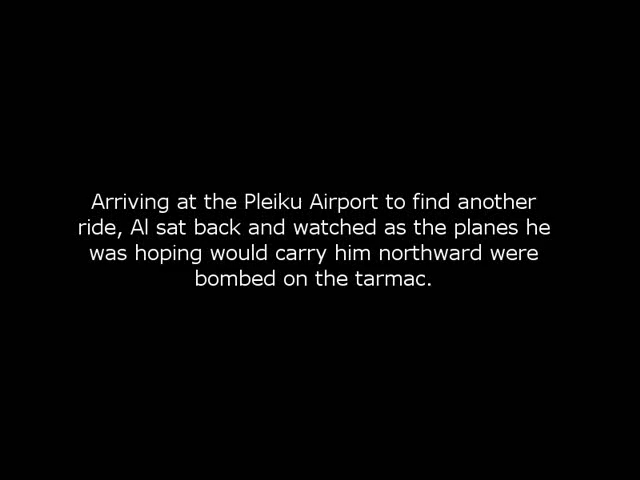 Arriving at the Pleiku Airport to find another
ride, Al sat back and watched as the planes he
was hoping would carry him northward were
bombed on the tarmac.